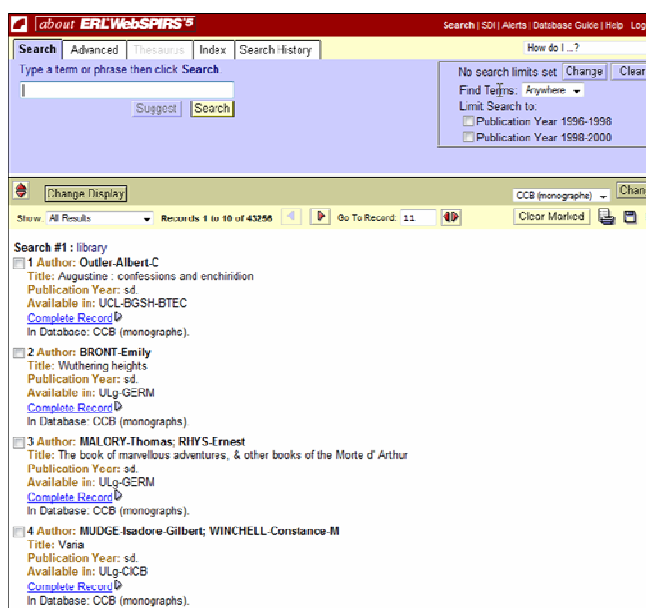 about ERL WebSPIRS 5
Search | SDI | Alerts | Database Guide | Help Log
Search Advanced Thesaurus Index Search History
How do I ...?
Type a term or phrase then click Search.
No search limits set Change Clear
Find Terms: Anywhere
Suggest Search
Limit Search to:
Publication Year 1996-1998
Publication Year 1998-2000
Change Display
CCB (monographs) Chan
Show: All Results Records 1 to 10 of 43256 Go To Record: 11 Clear Marked
Search #1 : library
1 Author: Outler-Albert-C
Title: Augustine : confessions and enchiridion
Publication Year: sd.
Available in: UCL-BGSH-BTEC
Complete Record
In Database: CCB (monographs).
2 Author: BRONT-Emily
Title: Wuthering heights
Publication Year: sd.
Available in: ULg-GERM
Complete Record
In Database: CCB (monographs).
3 Author: MALORY-Thomas; RHYS-Ernest
Title: The book of marvellous adventures, & other books of the Morte d' Arthur
Publication Year: sd.
Available in: ULg-GERM
Complete Record
In Database: CCB (monographs).
4 Author: MUDGE-Isadore-Gilbert; WINCHELL-Constance-M
Title: Varia
Publication Year: sd.
Available in: ULg-CICB
Complete Record
In Database: CCB (monographs).